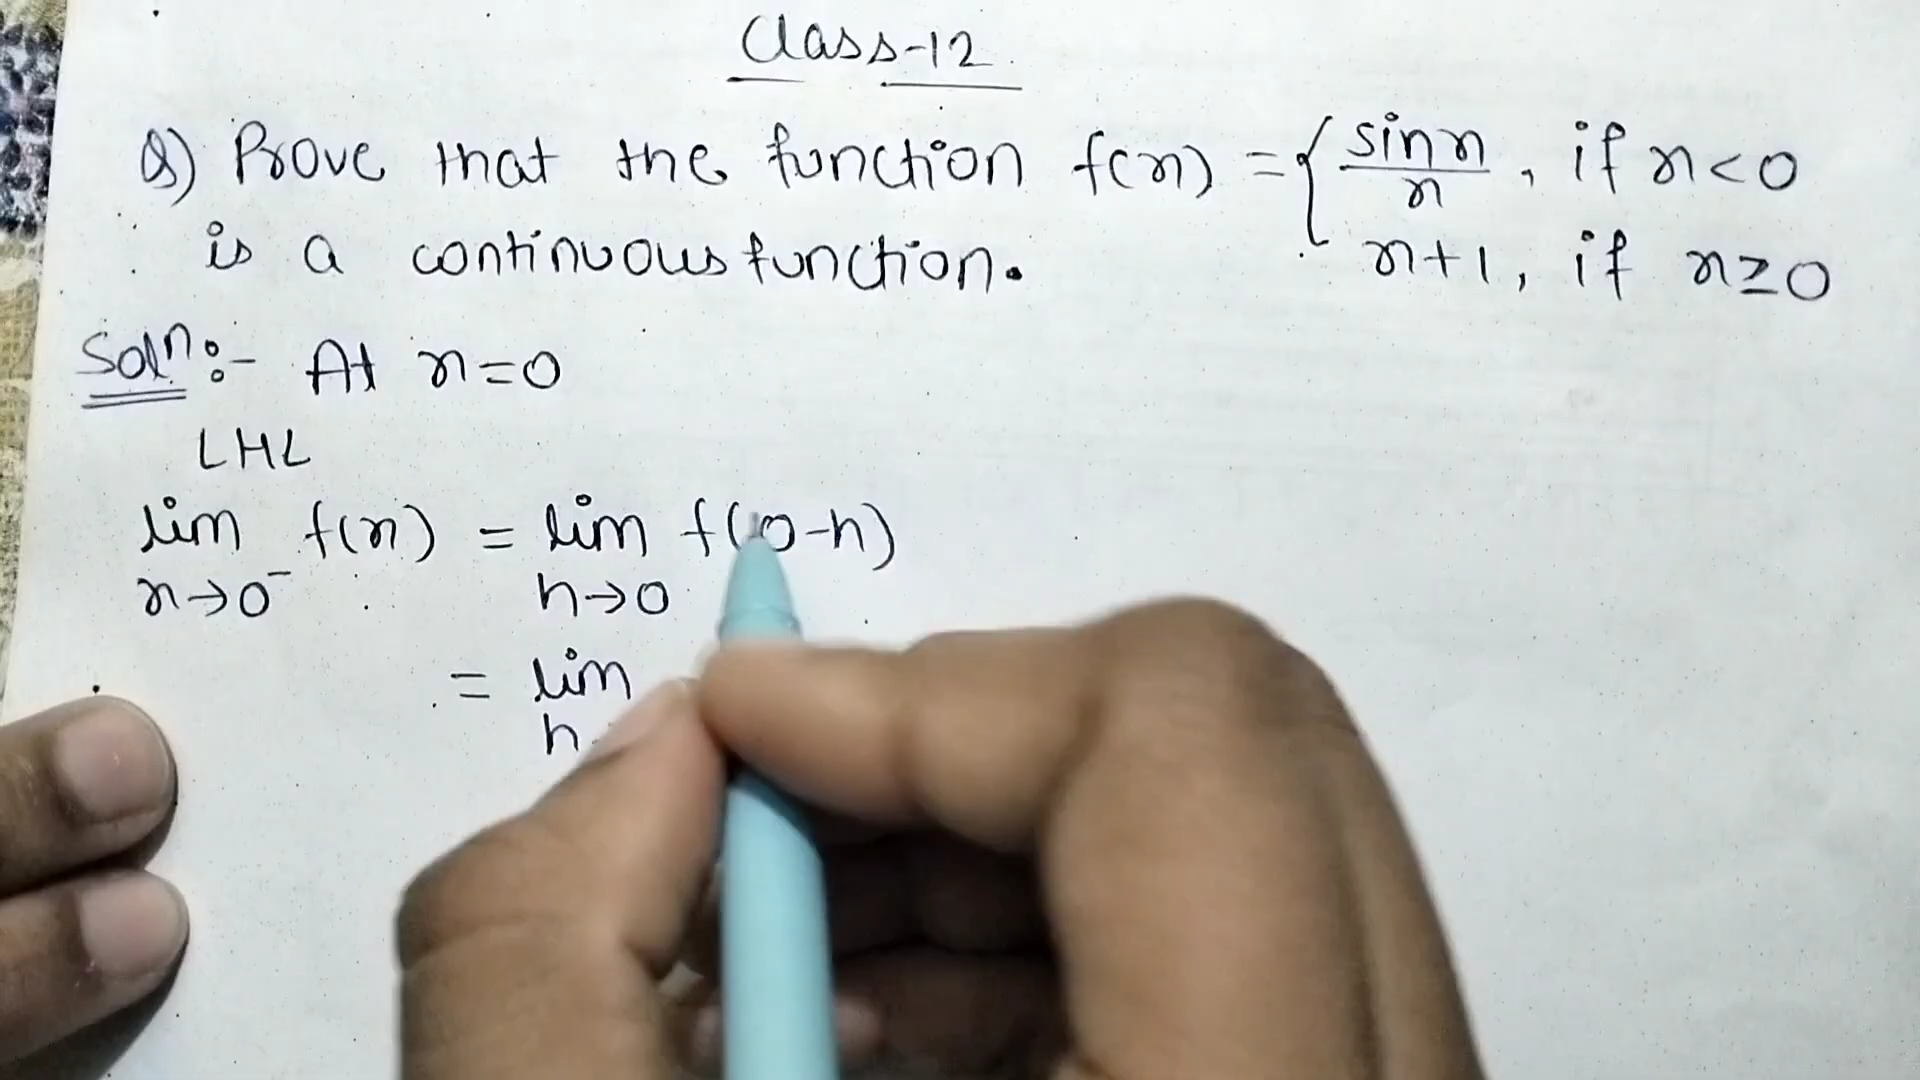 Class-12
Q) Prove that the function f(x) = { sin x / x , if x < 0
is a continuous function. x+1, if x ≥ 0
Solⁿ:- At x = 0
LHL
lim f(x) = lim f(0-h)
x→0⁻ h→0
= lim
h